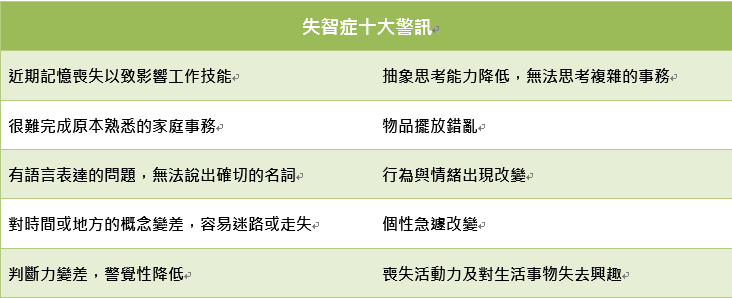 失智症十大警訊
近期記憶喪失以致影響工作技能
抽象思考能力降低，無法思考複雜的事務
很難完成原本熟悉的家庭事務
物品擺放錯亂
有語言表達的問題，無法說出確切的名詞
行為與情緒出現改變
對時間或地方的概念變差，容易迷路或走失
個性急遽改變
判斷力變差，警覺性降低
喪失活動力及對生活事物失去興趣